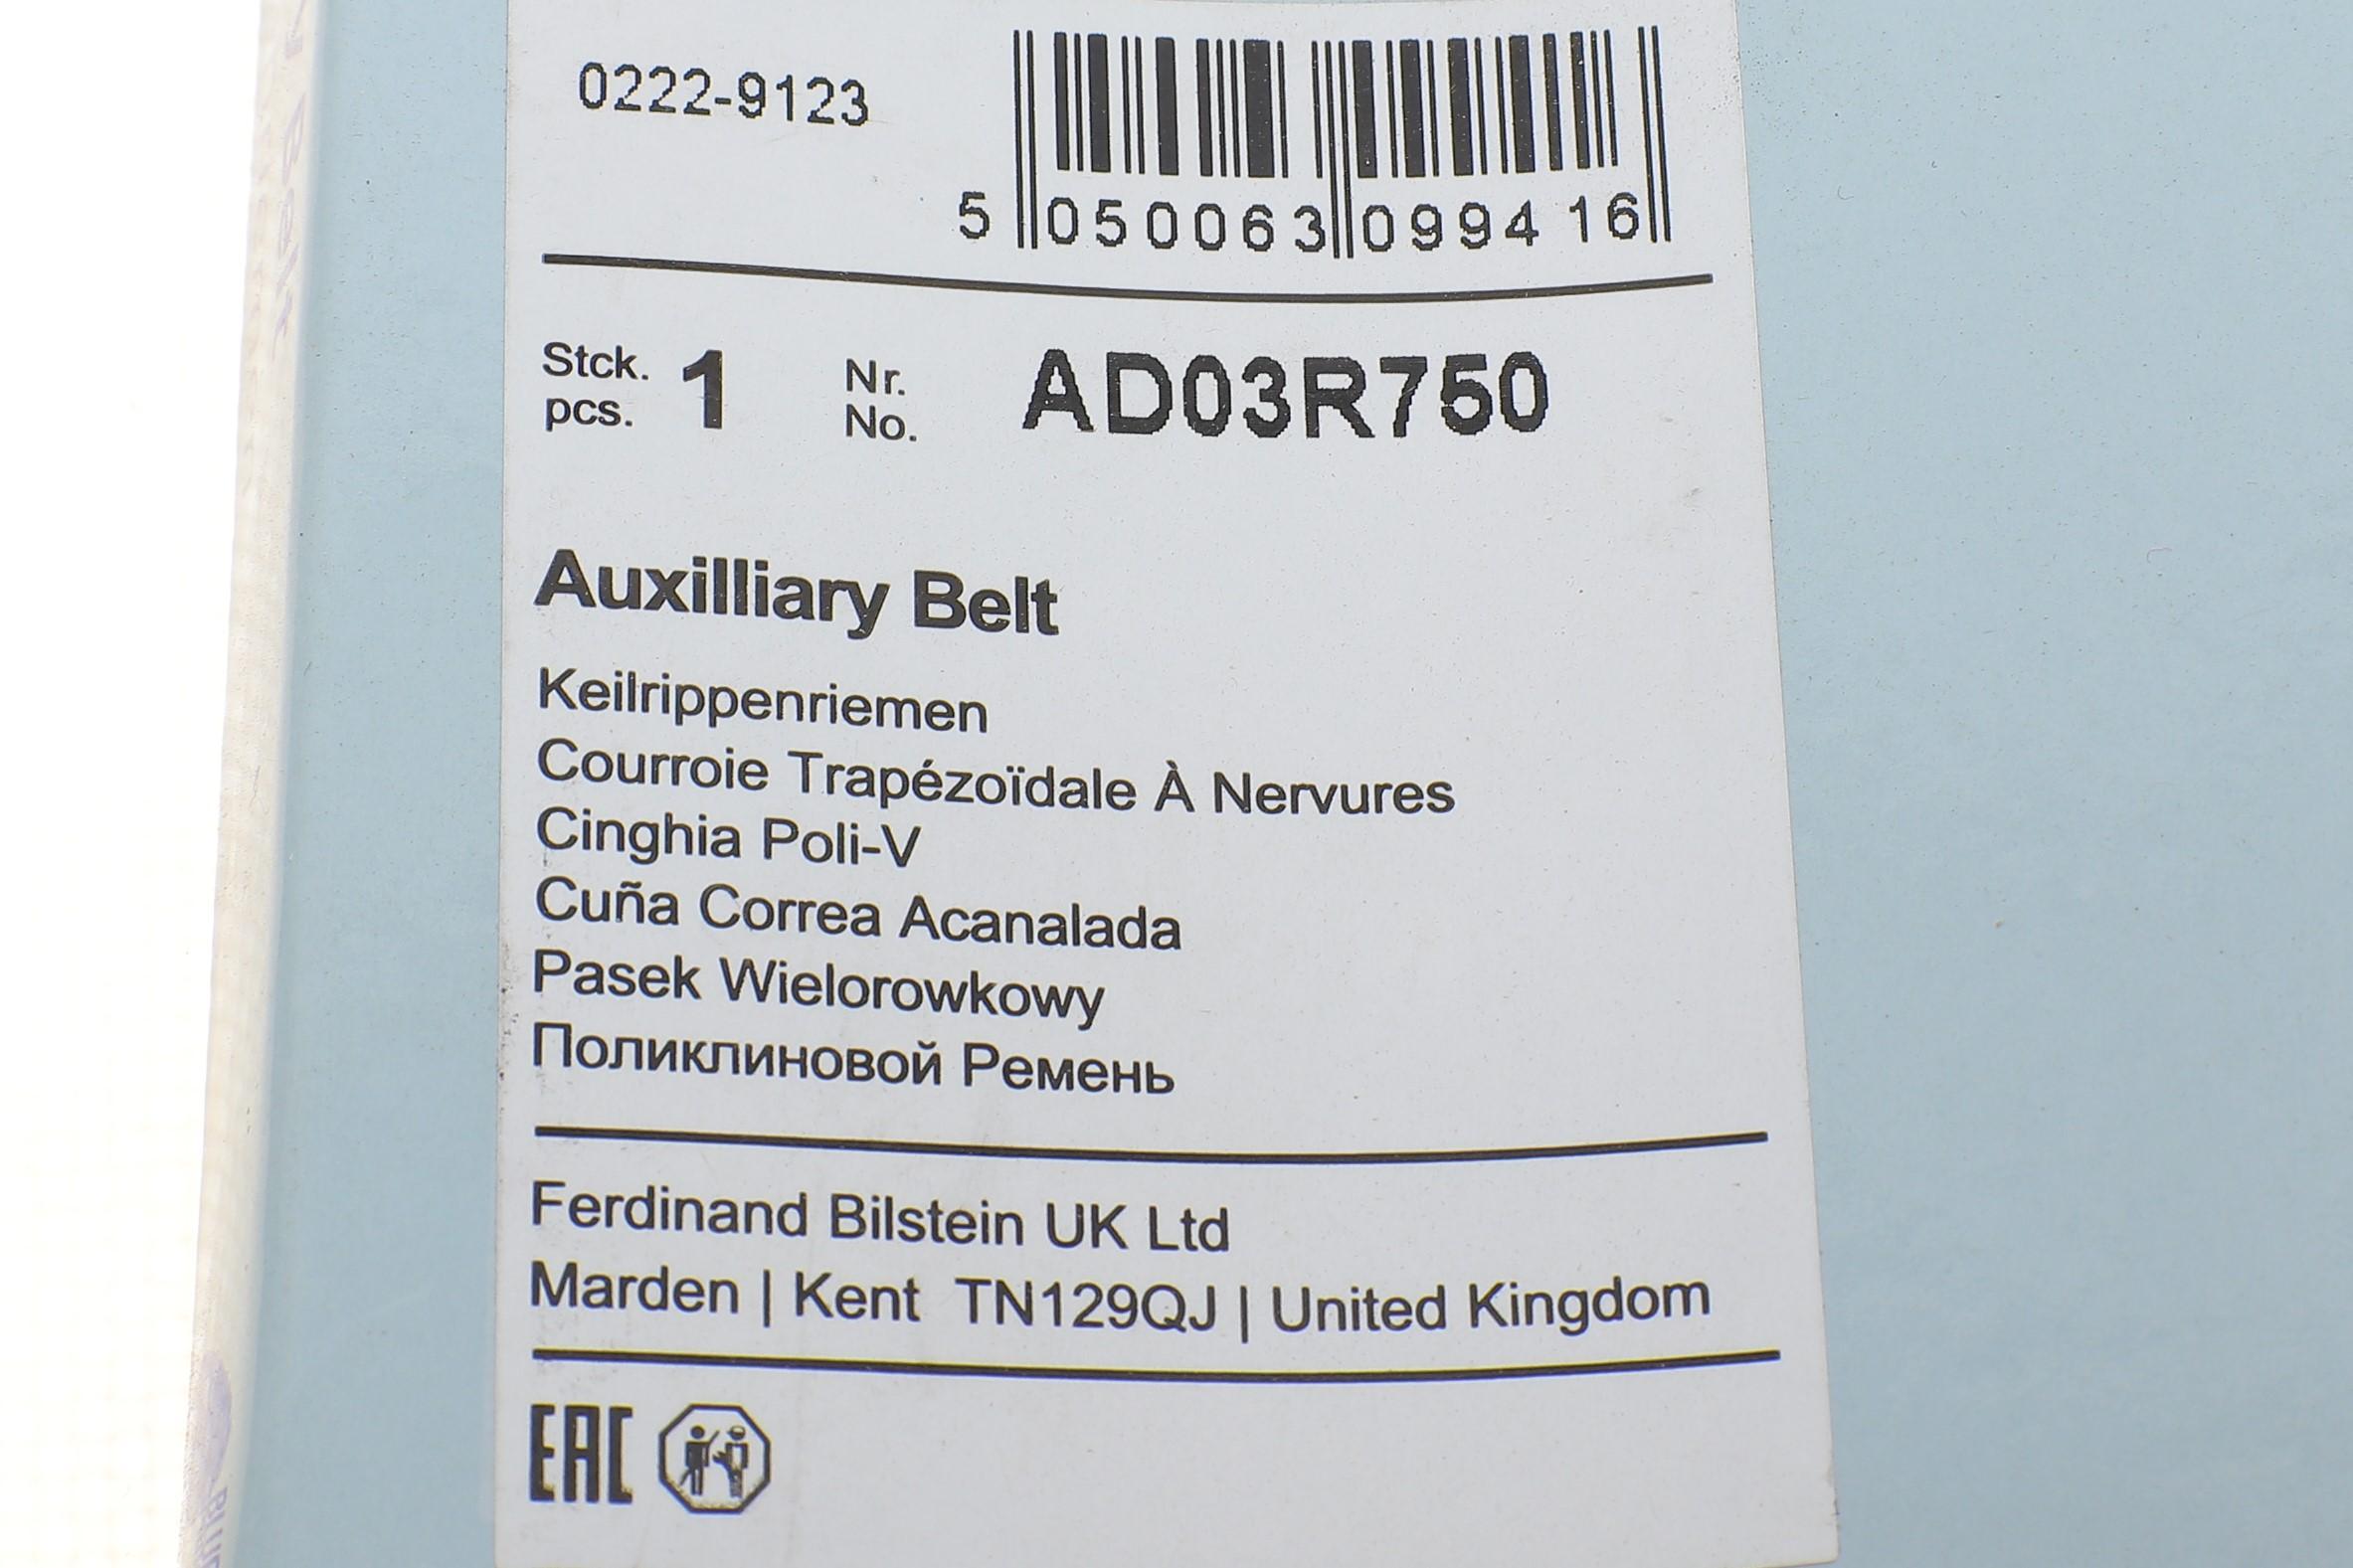 0222-9123
5 050063 099416
Stck. 1 Nr. AD03R750
pcs. No.
Auxilliary Belt
Keilrippenriemen
Courroie Trapézoïdale À Nervures
Cinghia Poli-V
Cuña Correa Acanalada
Pasek Wielorowkowy
Поликлиновой Ремень
Ferdinand Bilstein UK Ltd
Marden | Kent TN129QJ | United Kingdom
EAC
Belt